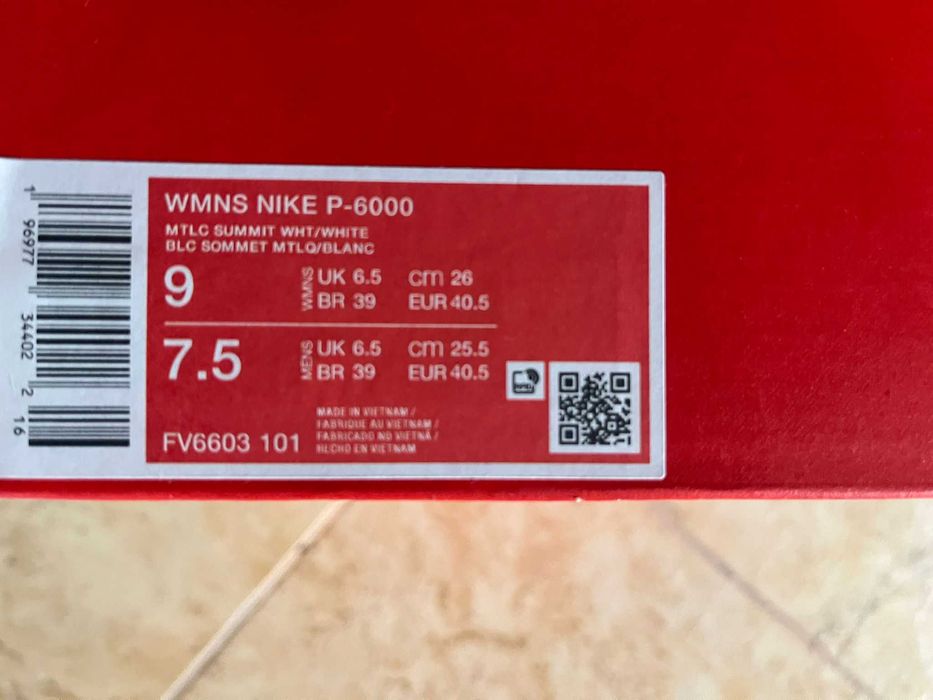 WMNS NIKE P-6000
MTLC SUMMIT WHT/WHITE
BLC SOMMET MTLQ/BLANC
9 WMNS UK 6.5 cm 26
BR 39 EUR 40.5
7.5 MENS UK 6.5 cm 25.5
BR 39 EUR 40.5
MADE IN VIETNAM /
FABRIQUE AU VIETNAM /
FABRICADO NO VIETNÃ /
HECHO EN VIETNAM
FV6603 101
1 96977 34402 2 16